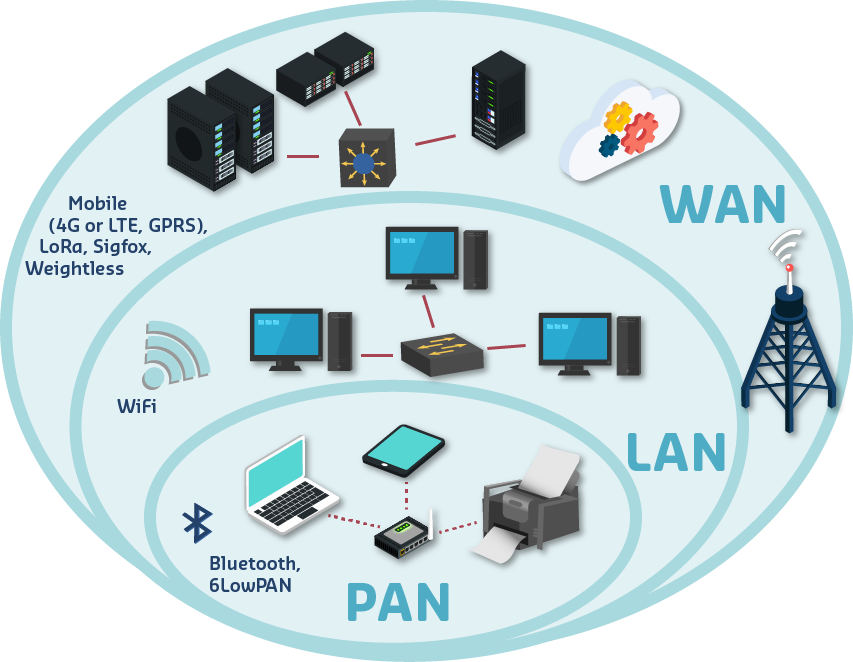 WAN
Mobile
(4G or LTE, GPRS),
LoRa, Sigfox,
Weightless
WiFi
LAN
Bluetooth,
6LowPAN
PAN